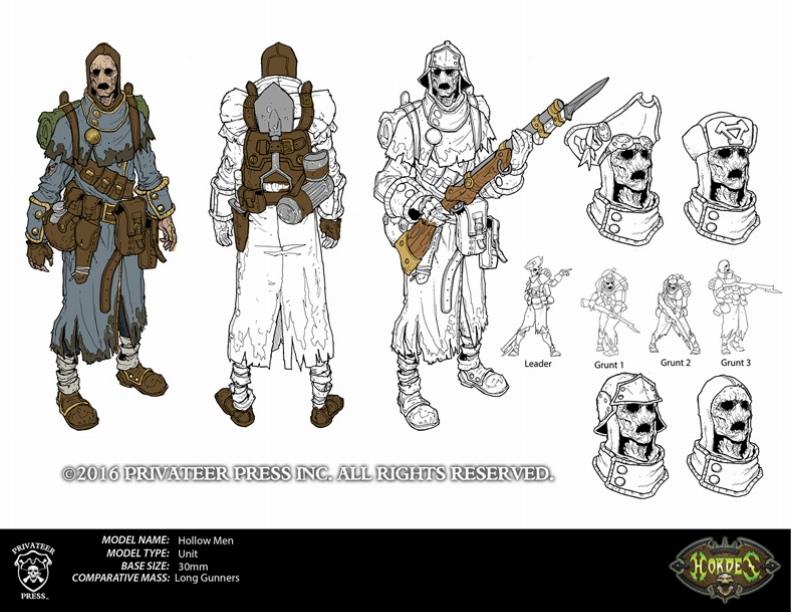 Leader
Grunt 1
Grunt 2
Grunt 3
©2016 PRIVATEER PRESS INC. ALL RIGHTS RESERVED.
PRIVATEER
PRESS
MODEL NAME: Hollow Men
MODEL TYPE: Unit
BASE SIZE: 30mm
COMPARATIVE MASS: Long Gunners
HORDES